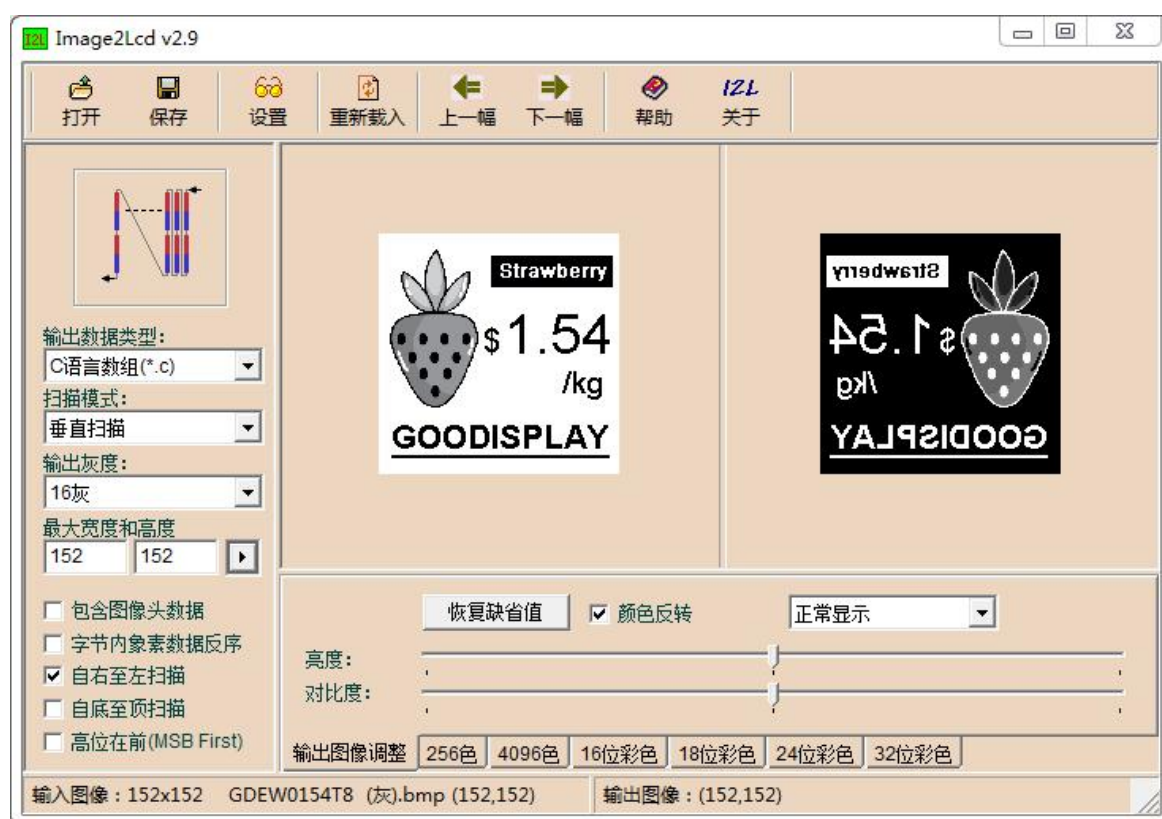 I2L Image2Lcd v2.9
打开 保存 设置 重新载入 上一幅 下一幅 帮助 I2L 关于
输出数据类型：
C语言数组(*.c)
扫描模式：
垂直扫描
输出灰度：
16灰
最大宽度和高度
152 152
包含图像头数据
字节内象素数据反序
自右至左扫描
自底至顶扫描
高位在前(MSB First)
Strawberry
$1.54
/kg
GOODISPLAY
Strawberry
$1.54
/kg
GOODISPLAY
恢复缺省值 颜色反转 正常显示
亮度：
对比度：
输出图像调整 256色 4096色 16位彩色 18位彩色 24位彩色 32位彩色
输入图像：152x152 GDEW0154T8 (灰).bmp (152,152) 输出图像：(152,152)